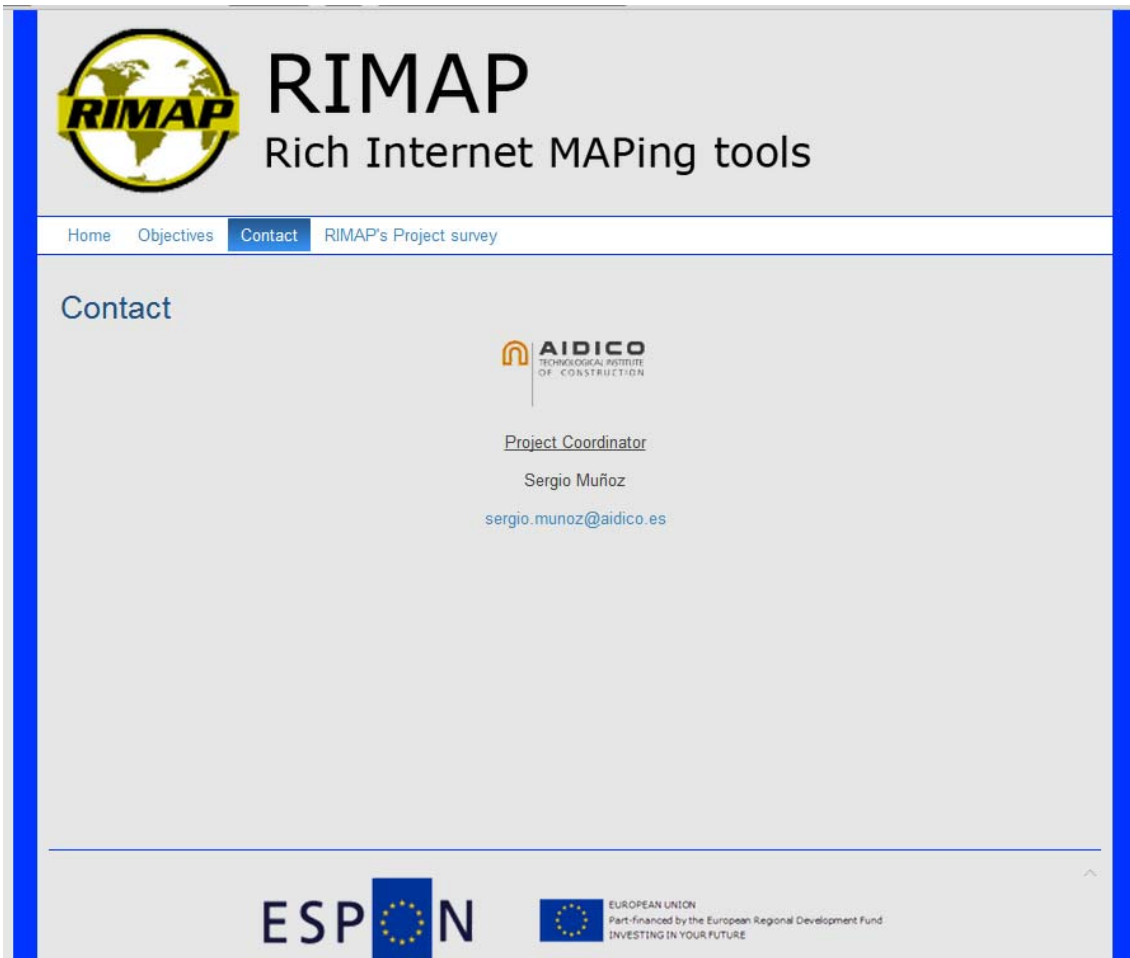 RIMAP
RIMAP
Rich Internet MAPing tools
Home Objectives Contact RIMAP's Project survey
Contact
AIDICO
TECHNOLOGICAL INSTITUTE
OF CONSTRUCTION
Project Coordinator
Sergio Muñoz
sergio.munoz@aidico.es
ESPON
EUROPEAN UNION
Part-financed by the European Regional Development Fund
INVESTING IN YOUR FUTURE